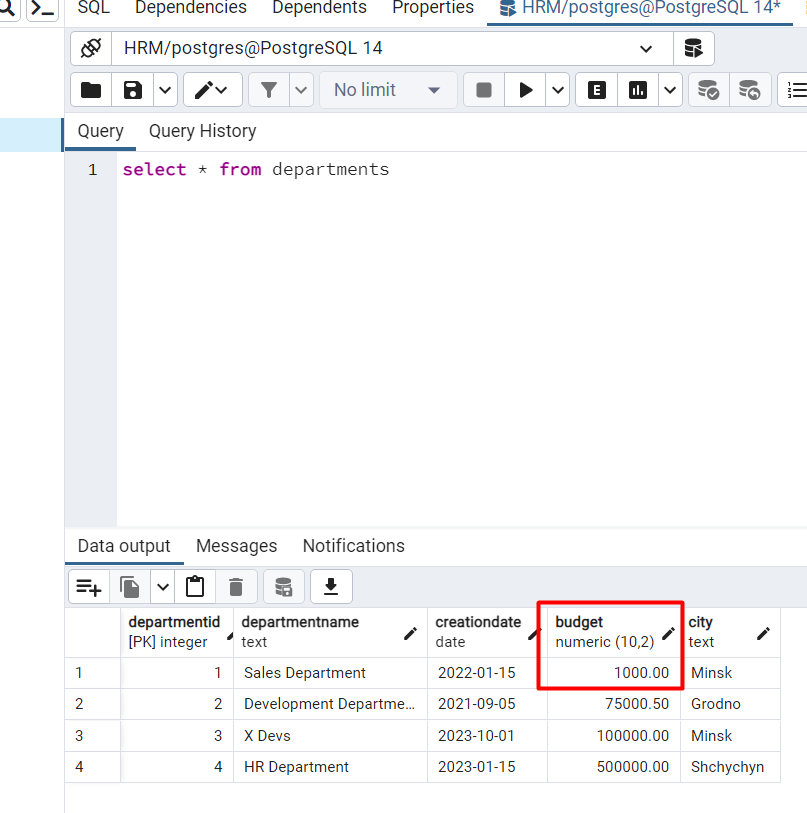 SQL Dependencies Dependents Properties HRM/postgres@PostgreSQL 14*
HRM/postgres@PostgreSQL 14
No limit E
Query Query History
1 select * from departments
Data output Messages Notifications
departmentid departmentname creationdate budget city
[PK] integer text date numeric (10,2) text
1 1 Sales Department 2022-01-15 1000.00 Minsk
2 2 Development Departme... 2021-09-05 75000.50 Grodno
3 3 X Devs 2023-10-01 100000.00 Minsk
4 4 HR Department 2023-01-15 500000.00 Shchychyn